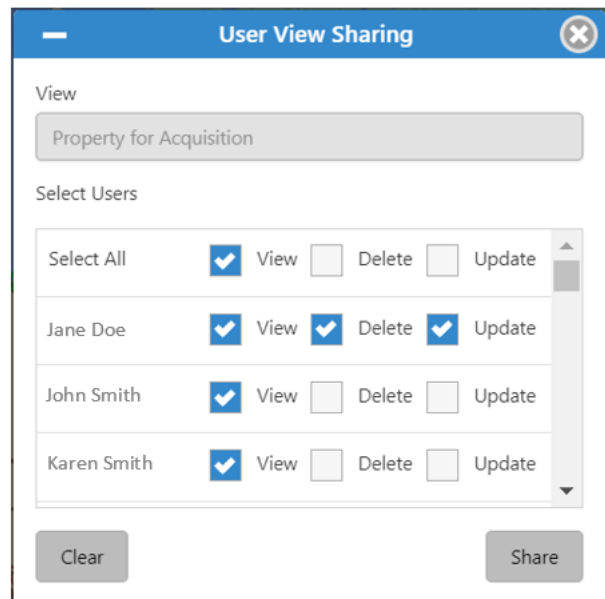 User View Sharing
View
Property for Acquisition
Select Users
Select All View Delete Update
Jane Doe View Delete Update
John Smith View Delete Update
Karen Smith View Delete Update
Clear Share